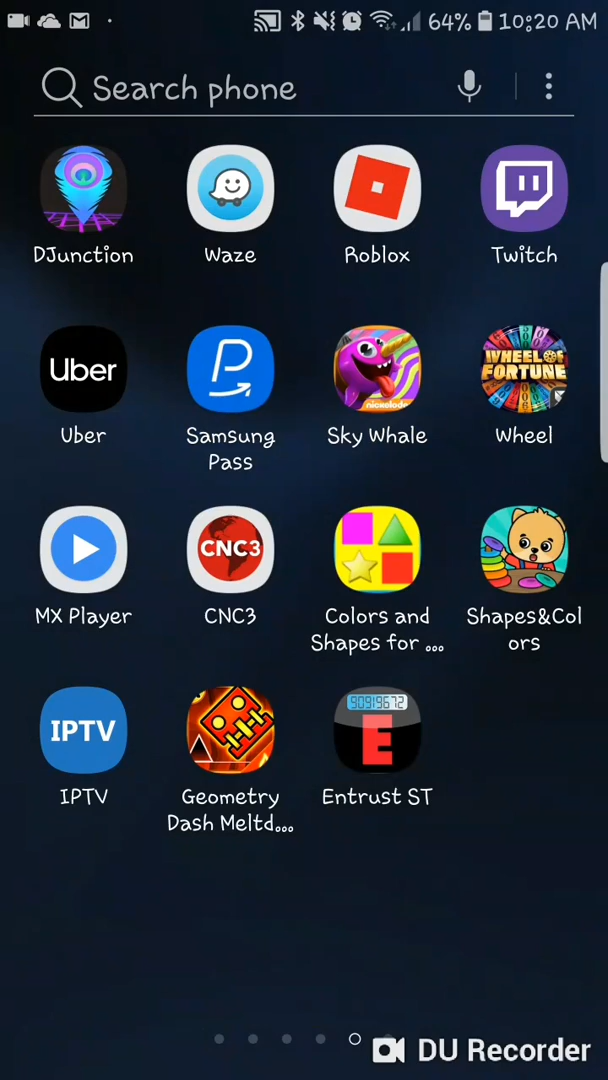 64% 10:20 AM
Search phone
DJunction
Waze
Roblox
Twitch
Uber
Uber
Samsung
Pass
nickelode
Sky Whale
WHEEL OF
FORTUNE
Wheel
MX Player
CNC3
CNC3
Colors and
Shapes for ...
Shapes&Col
ors
IPTV
IPTV
Geometry
Dash Meltd...
90919672
E
Entrust ST
DU Recorder